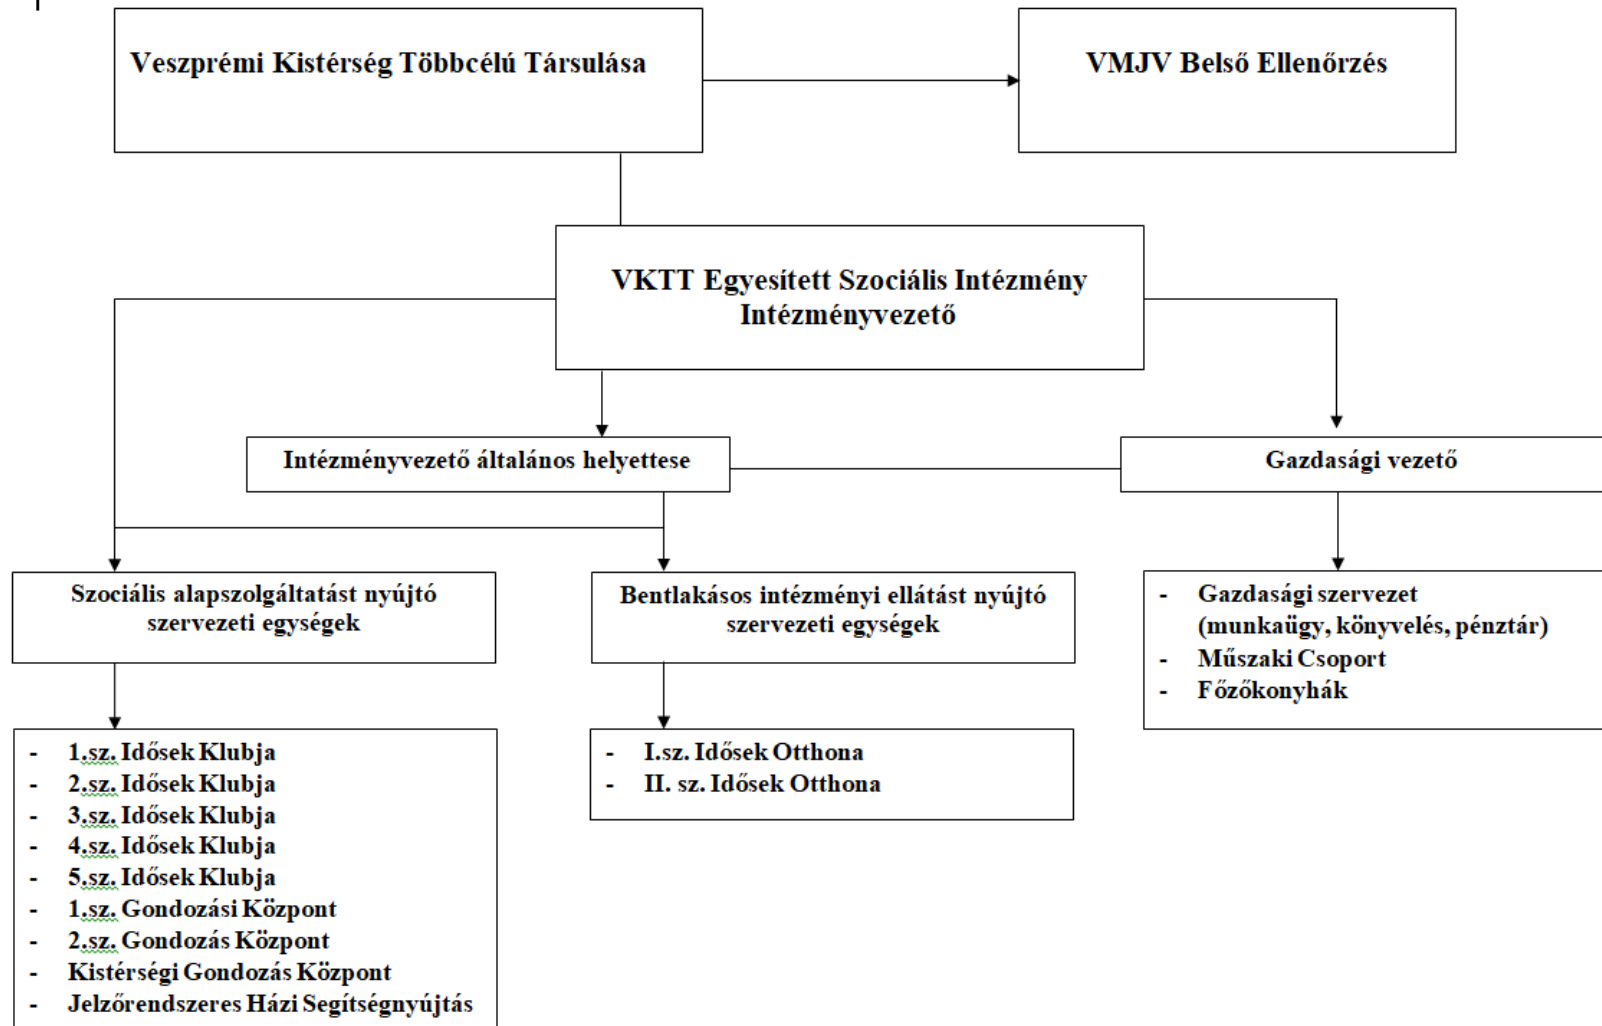 Veszprémi Kistérség Többcélú Társulása
VMJV Belső Ellenőrzés
VKTT Egyesített Szociális Intézmény
Intézményvezető
Intézményvezető általános helyettese
Gazdasági vezető
Szociális alapszolgáltatást nyújtó
szervezeti egységek
Bentlakásos intézményi ellátást nyújtó
szervezeti egységek
- Gazdasági szervezet
(munkaügy, könyvelés, pénztár)
- Műszaki Csoport
- Főzőkonyhák
- 1.sz. Idősek Klubja
- 2.sz. Idősek Klubja
- 3.sz. Idősek Klubja
- 4.sz. Idősek Klubja
- 5.sz. Idősek Klubja
- 1.sz. Gondozási Központ
- 2.sz. Gondozás Központ
- Kistérségi Gondozás Központ
- Jelzőrendszeres Házi Segítségnyújtás
- I.sz. Idősek Otthona
- II. sz. Idősek Otthona